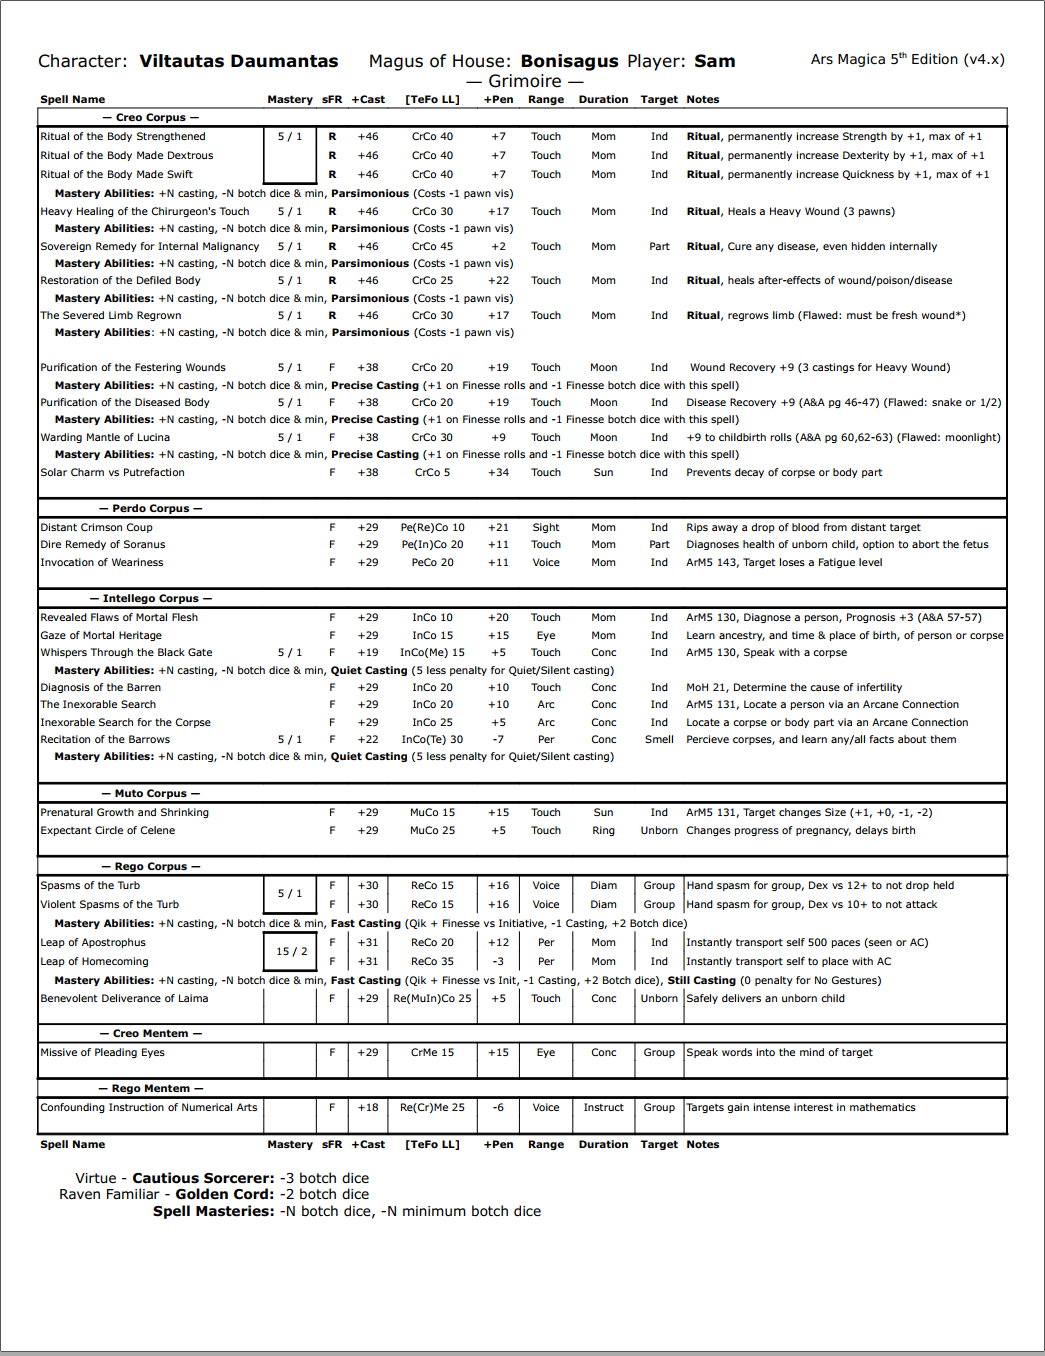 Character: Viltautas Daumantas Magus of House: Bonisagus Player: Sam Ars Magica 5th Edition (v4.x)
— Grimoire —
Spell Name Mastery sFR +Cast [TeFo LL] +Pen Range Duration Target Notes
— Creo Corpus —
Ritual of the Body Strengthened 5 / 1 R +46 CrCo 40 +7 Touch Mom Ind Ritual, permanently increase Strength by +1, max of +1
Ritual of the Body Made Dextrous R +46 CrCo 40 +7 Touch Mom Ind Ritual, permanently increase Dexterity by +1, max of +1
Ritual of the Body Made Swift R +46 CrCo 40 +7 Touch Mom Ind Ritual, permanently increase Quickness by +1, max of +1
Mastery Abilities: +N casting, -N botch dice & min, Parsimonious (Costs -1 pawn vis)
Heavy Healing of the Chirurgeon's Touch 5 / 1 R +46 CrCo 30 +17 Touch Mom Ind Ritual, Heals a Heavy Wound (3 pawns)
Mastery Abilities: +N casting, -N botch dice & min, Parsimonious (Costs -1 pawn vis)
Sovereign Remedy for Internal Malignancy 5 / 1 R +46 CrCo 45 +2 Touch Mom Part Ritual, Cure any disease, even hidden internally
Mastery Abilities: +N casting, -N botch dice & min, Parsimonious (Costs -1 pawn vis)
Restoration of the Defiled Body 5 / 1 R +46 CrCo 25 +22 Touch Mom Ind Ritual, heals after-effects of wound/poison/disease
Mastery Abilities: +N casting, -N botch dice & min, Parsimonious (Costs -1 pawn vis)
The Severed Limb Regrown 5 / 1 R +46 CrCo 30 +17 Touch Mom Ind Ritual, regrows limb (Flawed: must be fresh wound*)
Mastery Abilities: +N casting, -N botch dice & min, Parsimonious (Costs -1 pawn vis)
Purification of the Festering Wounds 5 / 1 F +38 CrCo 20 +19 Touch Moon Ind Wound Recovery +9 (3 castings for Heavy Wound)
Mastery Abilities: +N casting, -N botch dice & min, Precise Casting (+1 on Finesse rolls and -1 Finesse botch dice with this spell)
Purification of the Diseased Body 5 / 1 F +38 CrCo 20 +19 Touch Moon Ind Disease Recovery +9 (A&A pg 46-47) (Flawed: snake or 1/2)
Mastery Abilities: +N casting, -N botch dice & min, Precise Casting (+1 on Finesse rolls and -1 Finesse botch dice with this spell)
Warding Mantle of Lucina 5 / 1 F +38 CrCo 30 +9 Touch Moon Ind +9 to childbirth rolls (A&A pg 60,62-63) (Flawed: moonlight)
Mastery Abilities: +N casting, -N botch dice & min, Precise Casting (+1 on Finesse rolls and -1 Finesse botch dice with this spell)
Solar Charm vs Putrefaction F +38 CrCo 5 +34 Touch Sun Ind Prevents decay of corpse or body part
— Perdo Corpus —
Distant Crimson Coup F +29 Pe(Re)Co 10 +21 Sight Mom Ind Rips away a drop of blood from distant target
Dire Remedy of Soranus F +29 Pe(In)Co 20 +11 Touch Mom Part Diagnoses health of unborn child, option to abort the fetus
Invocation of Weariness F +29 PeCo 20 +11 Voice Mom Ind ArM5 143, Target loses a Fatigue level
— Intellego Corpus —
Revealed Flaws of Mortal Flesh F +29 InCo 10 +20 Touch Mom Ind ArM5 130, Diagnose a person, Prognosis +3 (A&A 57-57)
Gaze of Mortal Heritage F +29 InCo 15 +15 Eye Mom Ind Learn ancestry, and time & place of birth, of person or corpse
Whispers Through the Black Gate 5 / 1 F +19 InCo(Me) 15 +5 Touch Conc Ind ArM5 130, Speak with a corpse
Mastery Abilities: +N casting, -N botch dice & min, Quiet Casting (5 less penalty for Quiet/Silent casting)
Diagnosis of the Barren F +29 InCo 20 +10 Touch Conc Ind MoH 21, Determine the cause of infertility
The Inexorable Search F +29 InCo 20 +10 Arc Conc Ind ArM5 131, Locate a person via an Arcane Connection
Inexorable Search for the Corpse F +29 InCo 25 +5 Arc Conc Ind Locate a corpse or body part via an Arcane Connection
Recitation of the Barrows 5 / 1 F +22 InCo(Te) 30 -7 Per Conc Smell Percieve corpses, and learn any/all facts about them
Mastery Abilities: +N casting, -N botch dice & min, Quiet Casting (5 less penalty for Quiet/Silent casting)
— Muto Corpus —
Prenatural Growth and Shrinking F +29 MuCo 15 +15 Touch Sun Ind ArM5 131, Target changes Size (+1, +0, -1, -2)
Expectant Circle of Celene F +29 MuCo 25 +5 Touch Ring Unborn Changes progress of pregnancy, delays birth
— Rego Corpus —
Spasms of the Turb 5 / 1 F +30 ReCo 15 +16 Voice Diam Group Hand spasm for group, Dex vs 12+ to not drop held
Violent Spasms of the Turb F +30 ReCo 15 +16 Voice Diam Group Hand spasm for group, Dex vs 10+ to not attack
Mastery Abilities: +N casting, -N botch dice & min, Fast Casting (Qik + Finesse vs Initiative, -1 Casting, +2 Botch dice)
Leap of Apostrophus 15 / 2 F +31 ReCo 20 +12 Per Mom Ind Instantly transport self 500 paces (seen or AC)
Leap of Homecoming F +31 ReCo 35 -3 Per Mom Ind Instantly transport self to place with AC
Mastery Abilities: +N casting, -N botch dice & min, Fast Casting (Qik + Finesse vs Init, -1 Casting, +2 Botch dice), Still Casting (0 penalty for No Gestures)
Benevolent Deliverance of Laima F +29 Re(MuIn)Co 25 +5 Touch Conc Unborn Safely delivers an unborn child
— Creo Mentem —
Missive of Pleading Eyes F +29 CrMe 15 +15 Eye Conc Group Speak words into the mind of target
— Rego Mentem —
Confounding Instruction of Numerical Arts F +18 Re(Cr)Me 25 -6 Voice Instruct Group Targets gain intense interest in mathematics
Spell Name Mastery sFR +Cast [TeFo LL] +Pen Range Duration Target Notes
Virtue - Cautious Sorcerer: -3 botch dice
Raven Familiar - Golden Cord: -2 botch dice
Spell Masteries: -N botch dice, -N minimum botch dice